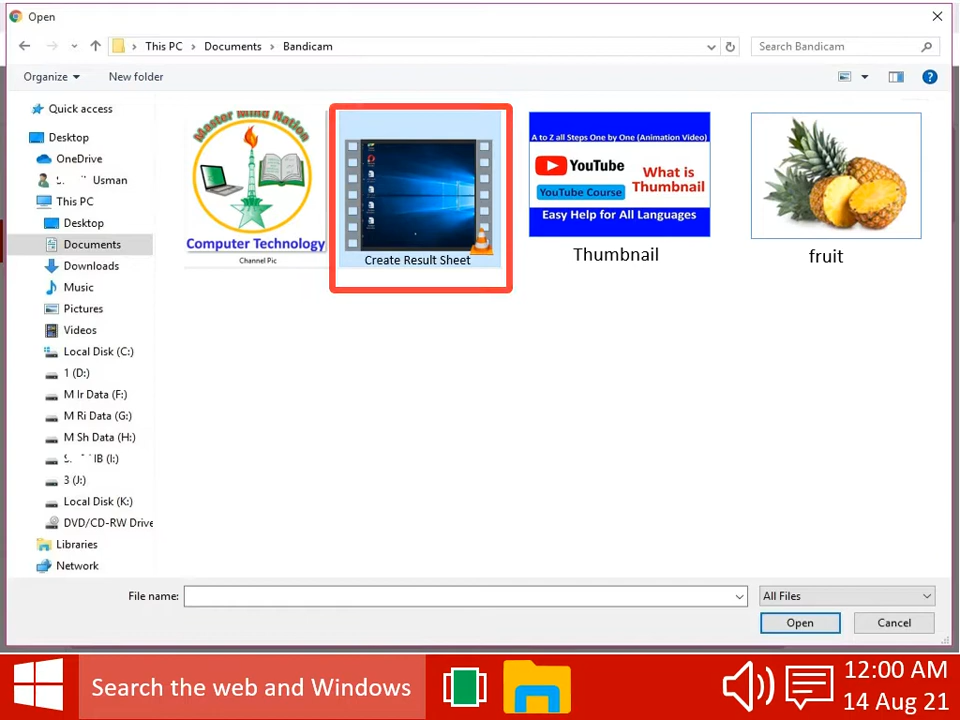 Open
This PC > Documents > Bandicam
Search Bandicam
Organize
New folder
Quick access
Desktop
OneDrive
Usman
This PC
Desktop
Documents
Downloads
Music
Pictures
Videos
Local Disk (C:)
1 (D:)
M Ir Data (F:)
M Ri Data (G:)
M Sh Data (H:)
IB (I:)
3 (J:)
Local Disk (K:)
DVD/CD-RW Drive
Libraries
Network
Master Mind Nation
Computer Technology
Channel Pic
Create Result Sheet
A to Z all Steps One by One (Animation Video)
YouTube
YouTube Course
What is
Thumbnail
Easy Help for All Languages
Thumbnail
fruit
File name:
All Files
Open
Cancel
Search the web and Windows
12:00 AM
14 Aug 21